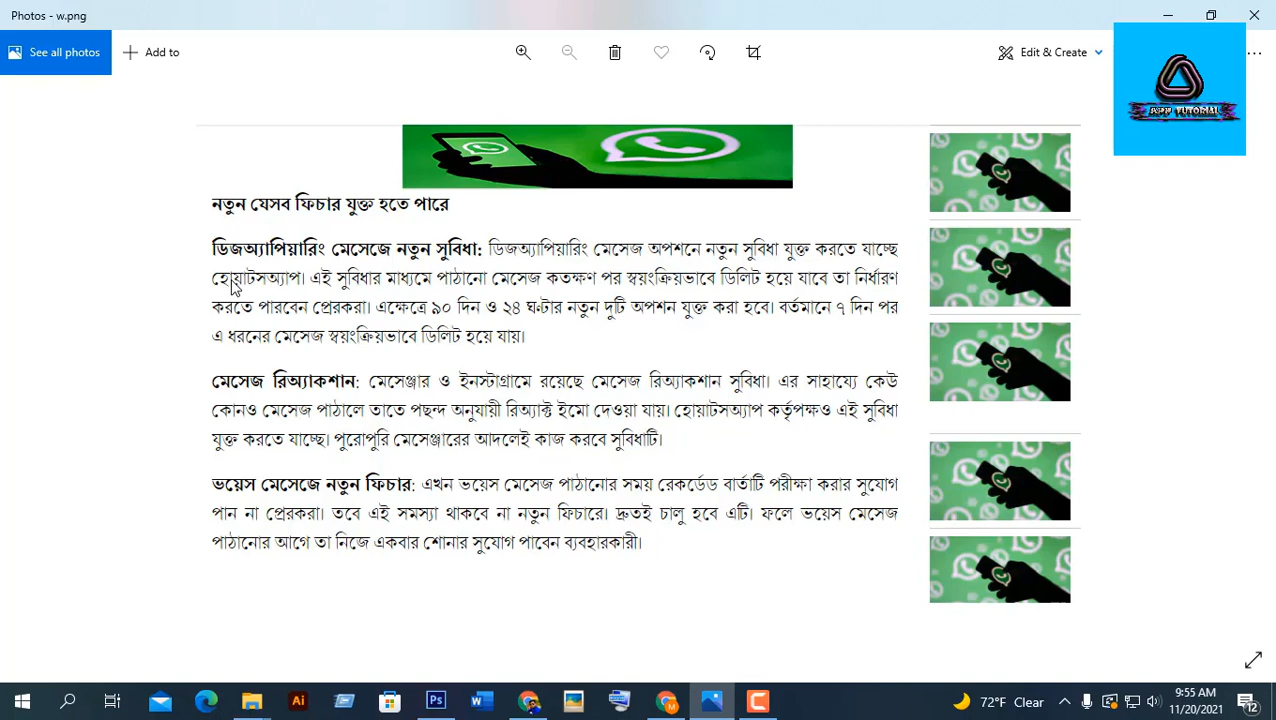 Photos - w.png
See all photos
Add to
Edit & Create
APP TUTORIAL
নতুন যেসব ফিচার যুক্ত হতে পারে
ডিজঅ্যাপিয়ারিং মেসেজে নতুন সুবিধা: ডিজঅ্যাপিয়ারিং মেসেজ অপশনে নতুন সুবিধা যুক্ত করতে যাচ্ছে
হোয়াটসঅ্যাপ। এই সুবিধার মাধ্যমে পাঠানো মেসেজ কতক্ষণ পর স্বয়ংক্রিয়ভাবে ডিলিট হয়ে যাবে তা নির্ধারণ
করতে পারবেন প্রেরকরা। এক্ষেত্রে ৯০ দিন ও ২৪ ঘণ্টার নতুন দুটি অপশন যুক্ত করা হবে। বর্তমানে ৭ দিন পর
এ ধরনের মেসেজ স্বয়ংক্রিয়ভাবে ডিলিট হয়ে যায়।
মেসেজ রিঅ্যাকশান: মেসেঞ্জার ও ইনস্টাগ্রামে রয়েছে মেসেজ রিঅ্যাকশান সুবিধা। এর সাহায্যে কেউ
কোনও মেসেজ পাঠালে তাতে পছন্দ অনুযায়ী রিঅ্যাক্ট ইমো দেওয়া যায়। হোয়াটসঅ্যাপ কর্তৃপক্ষও এই সুবিধা
যুক্ত করতে যাচ্ছে। পুরোপুরি মেসেঞ্জারের আদলেই কাজ করবে সুবিধাটি।
ভয়েস মেসেজে নতুন ফিচার: এখন ভয়েস মেসেজ পাঠানোর সময় রেকর্ডেড বার্তাটি পরীক্ষা করার সুযোগ
পান না প্রেরকরা। তবে এই সমস্যা থাকবে না নতুন ফিচারে। দ্রুতই চালু হবে এটি। ফলে ভয়েস মেসেজ
পাঠানোর আগে তা নিজে একবার শোনার সুযোগ পাবেন ব্যবহারকারী।
72°F Clear
9:55 AM
11/20/2021
12